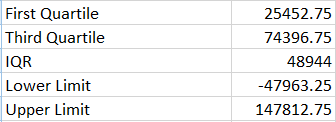 First Quartile 25452.75
Third Quartile 74396.75
IQR 48944
Lower Limit -47963.25
Upper Limit 147812.75